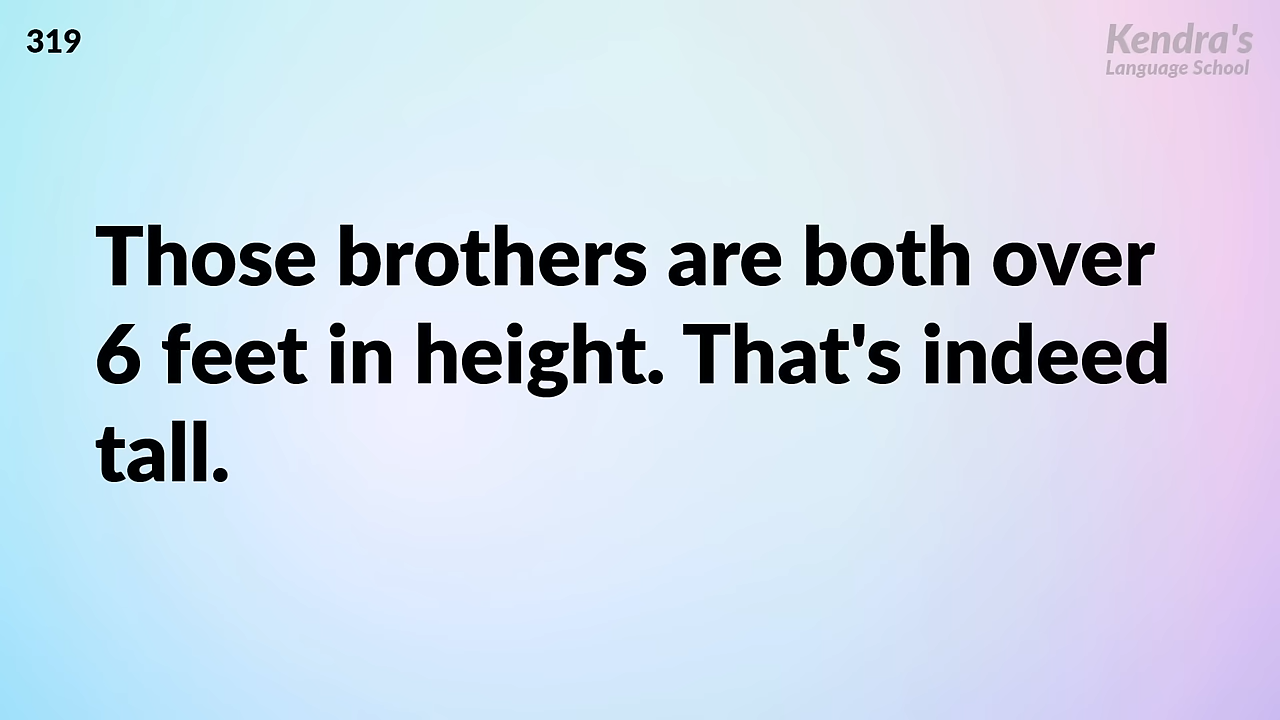 319
Kendra's
Language School
Those brothers are both over
6 feet in height. That's indeed
tall.